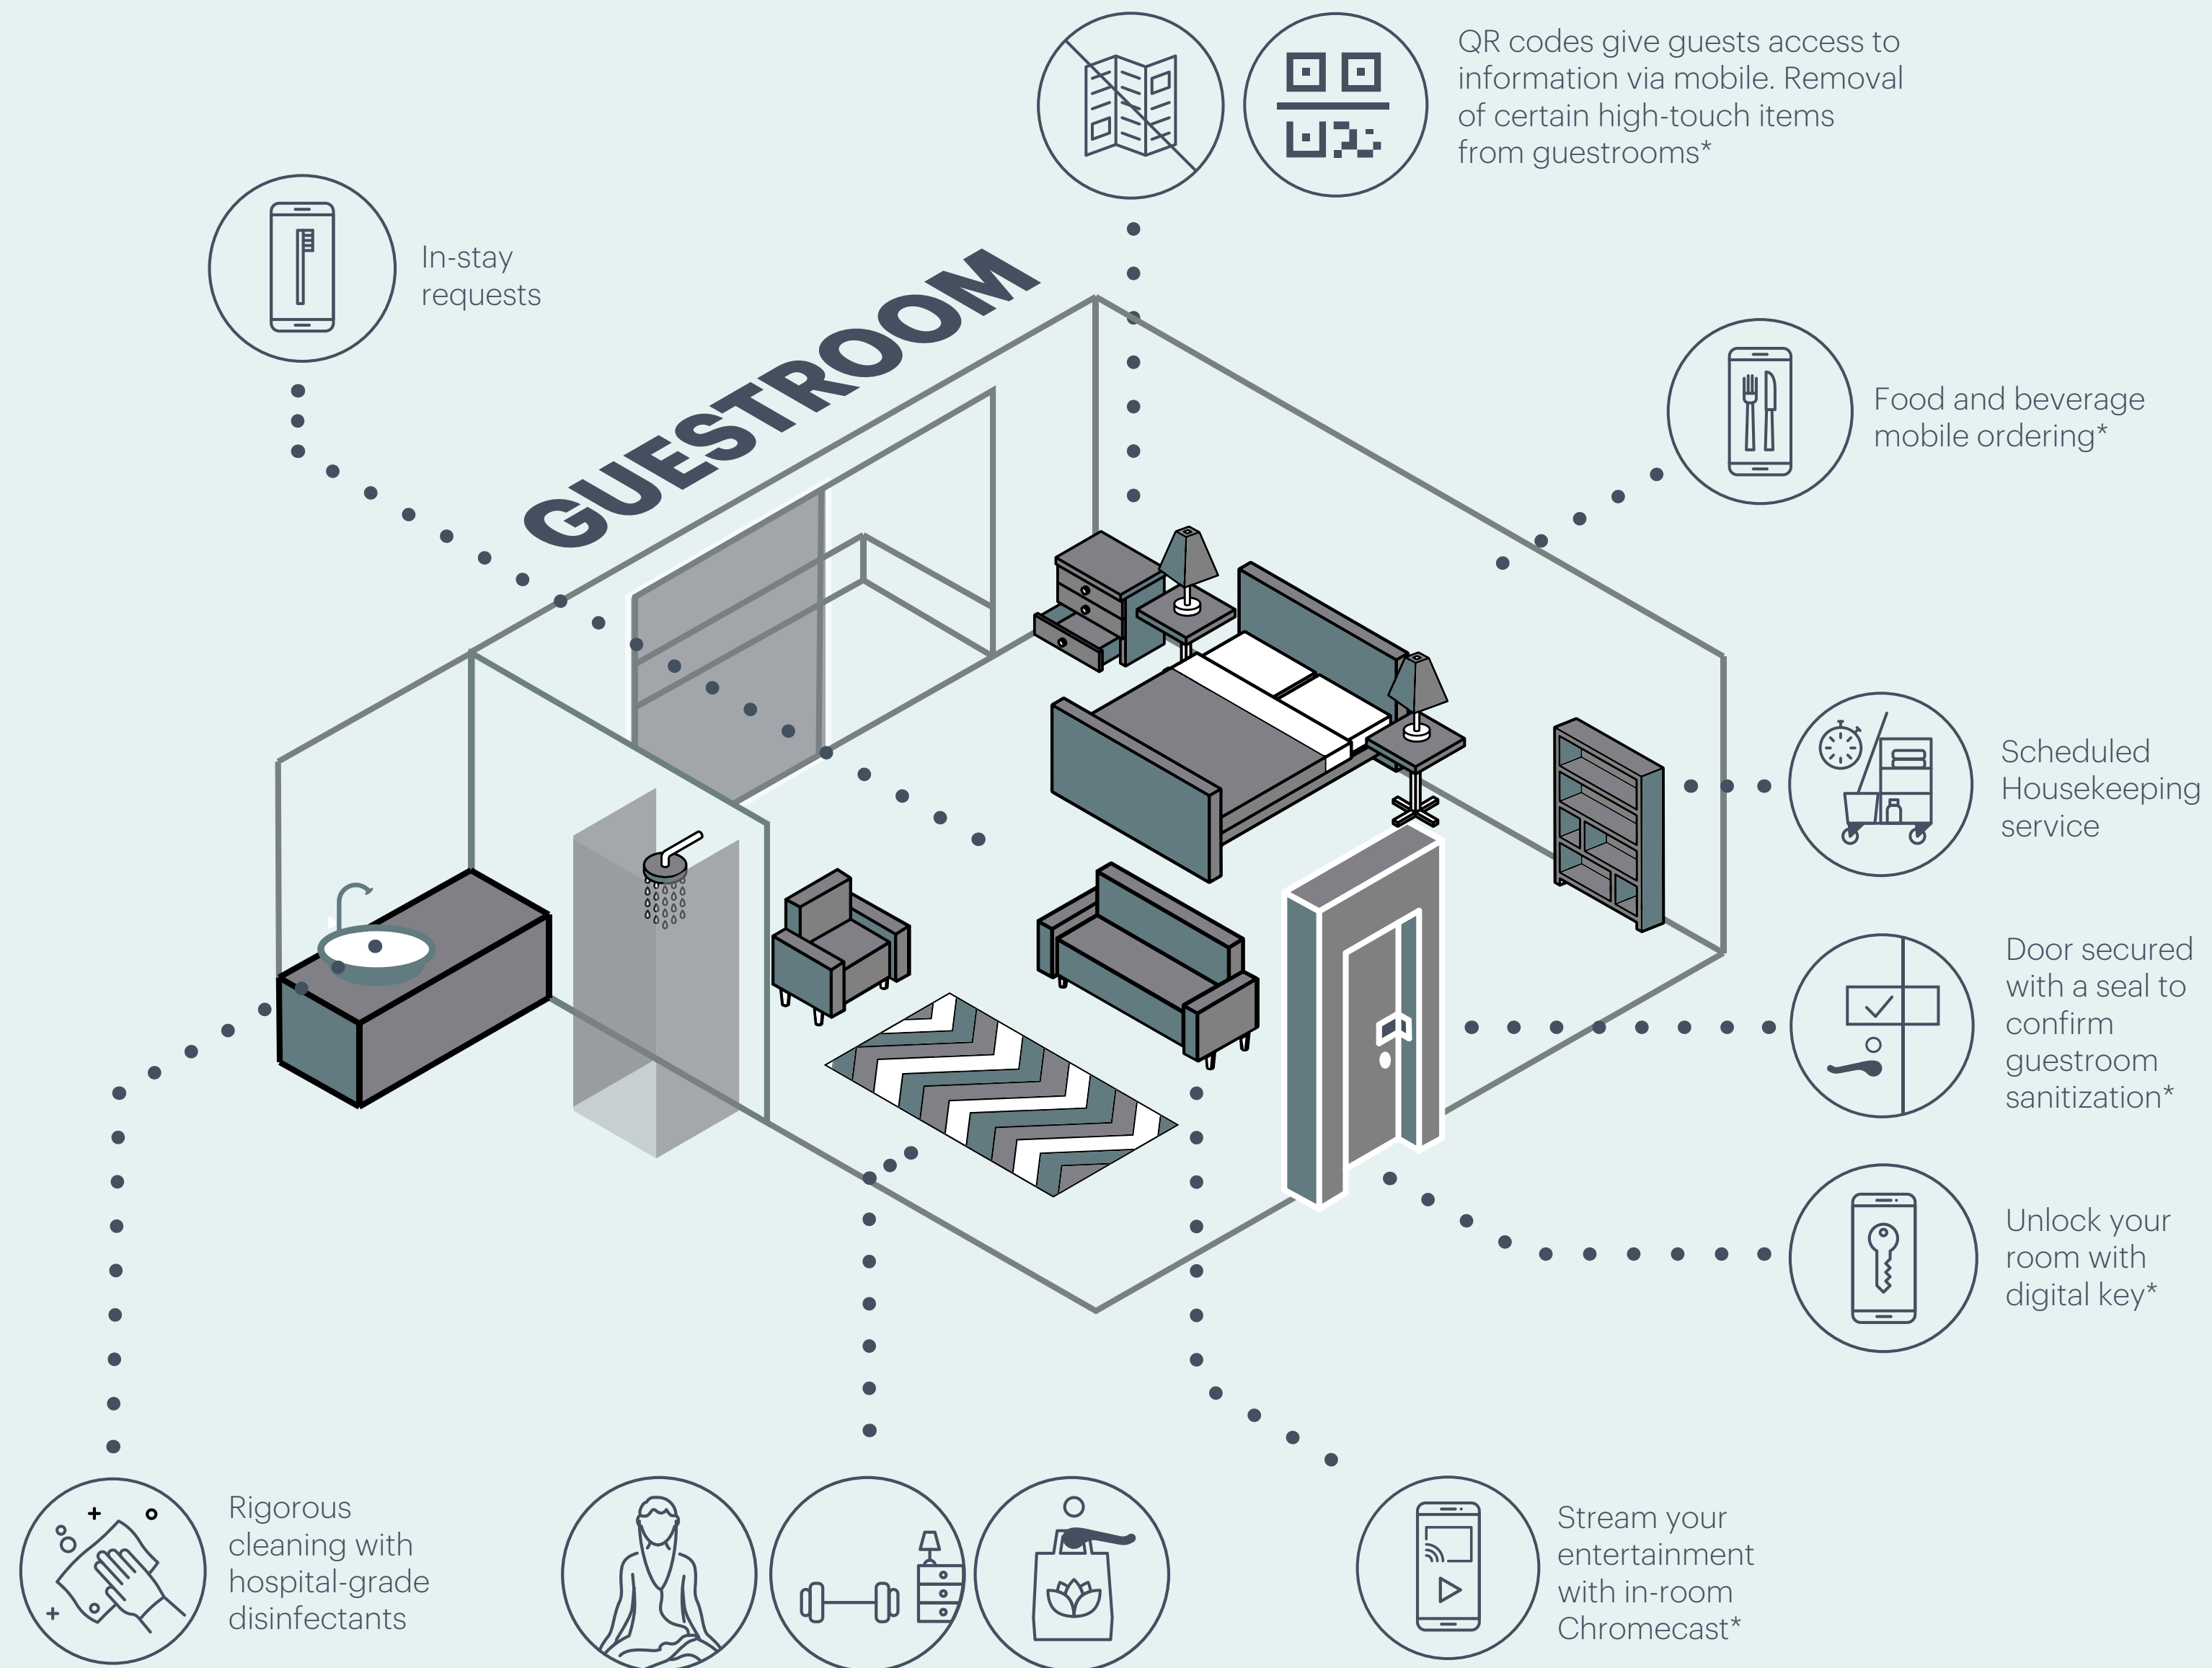 QR codes give guests access to
information via mobile. Removal
of certain high-touch items
from guestrooms*
In-stay
requests
GUESTROOM
Food and beverage
mobile ordering*
Scheduled
Housekeeping
service
Door secured
with a seal to
confirm
guestroom
sanitization*
Unlock your
room with
digital key*
Rigorous
cleaning with
hospital-grade
disinfectants
Stream your
entertainment
with in-room
Chromecast*